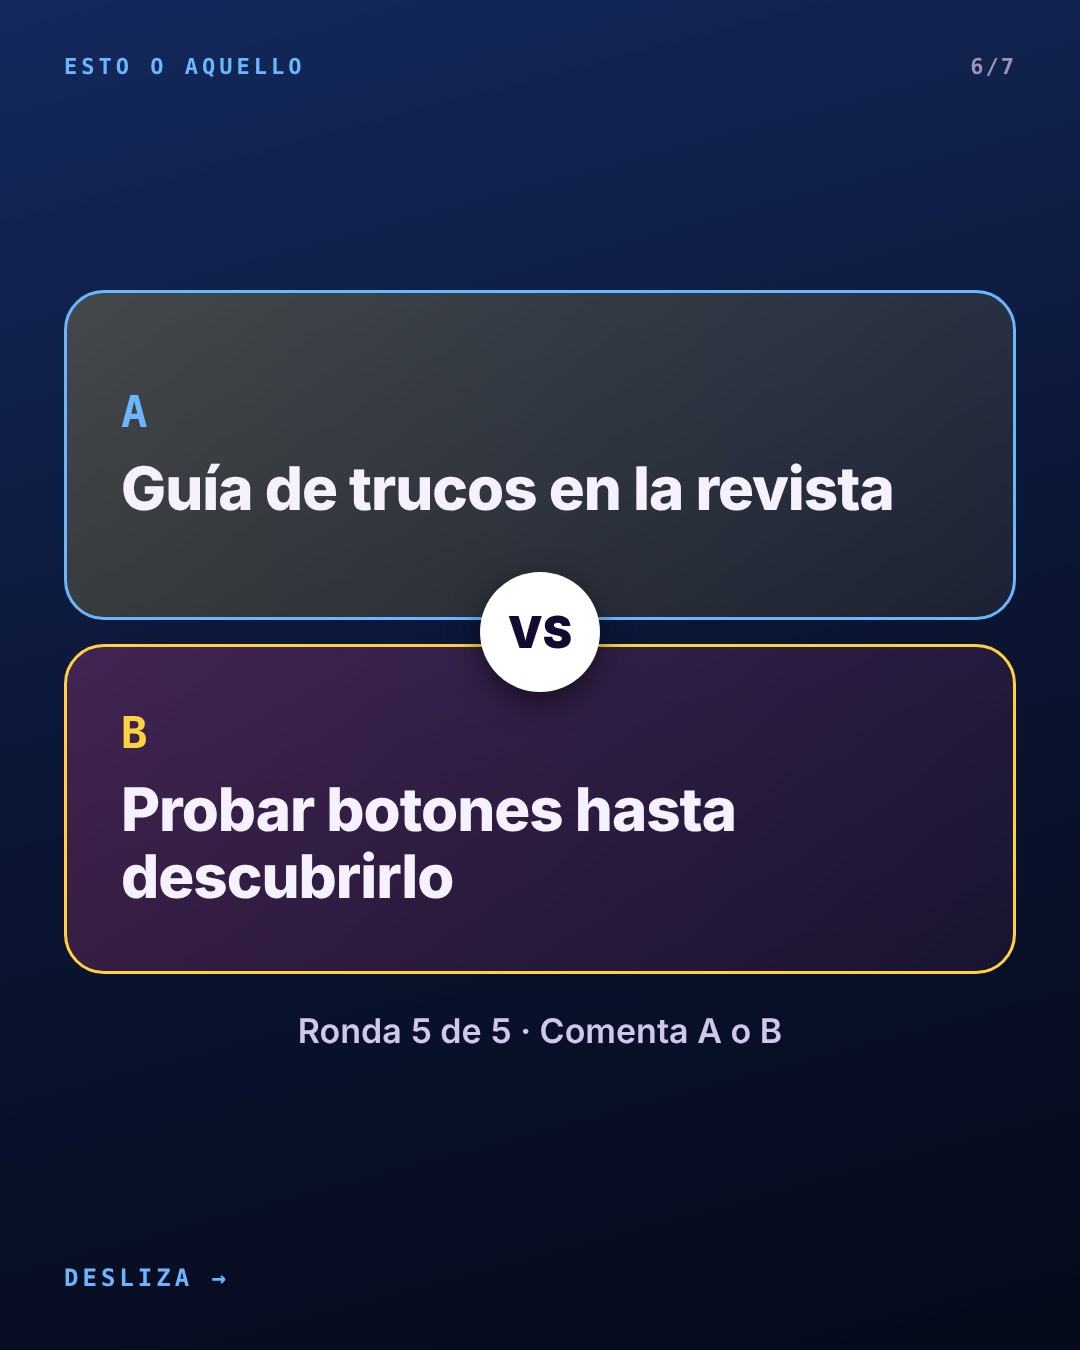 ESTO O AQUELLO
6/7
A
Guía de trucos en la revista
VS
B
Probar botones hasta
descubrirlo
Ronda 5 de 5 · Comenta A o B
DESLIZA →